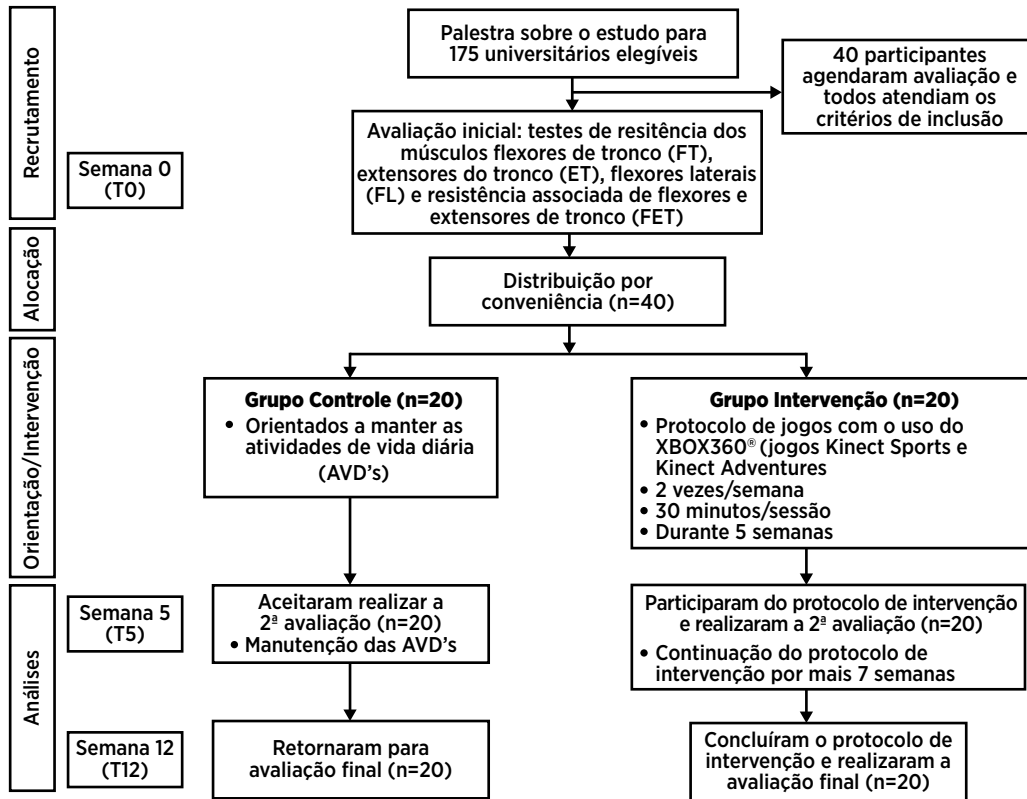 Recrutamento
Palestra sobre o estudo para
175 universitários elegíveis
40 participantes
agendaram avaliação e
todos atendiam os
critérios de inclusão
Semana 0
(T0)
Avaliação inicial: testes de resitência dos
músculos flexores de tronco (FT),
extensores do tronco (ET), flexores laterais
(FL) e resistência associada de flexores e
extensores de tronco (FET)
Alocação
Distribuição por
conveniência (n=40)
Orientação/Intervenção
Grupo Controle (n=20)
• Orientados a manter as
atividades de vida diária
(AVD's)
Grupo Intervenção (n=20)
• Protocolo de jogos com o uso do
XBOX360® (jogos Kinect Sports e
Kinect Adventures
• 2 vezes/semana
• 30 minutos/sessão
• Durante 5 semanas
Análises
Semana 5
(T5)
Aceitaram realizar a
2ª avaliação (n=20)
• Manutenção das AVD's
Participaram do protocolo de intervenção
e realizaram a 2ª avaliação (n=20)
• Continuação do protocolo de
intervenção por mais 7 semanas
Semana 12
(T12)
Retornaram para
avaliação final (n=20)
Concluíram o protocolo de
intervenção e realizaram a
avaliação final (n=20)